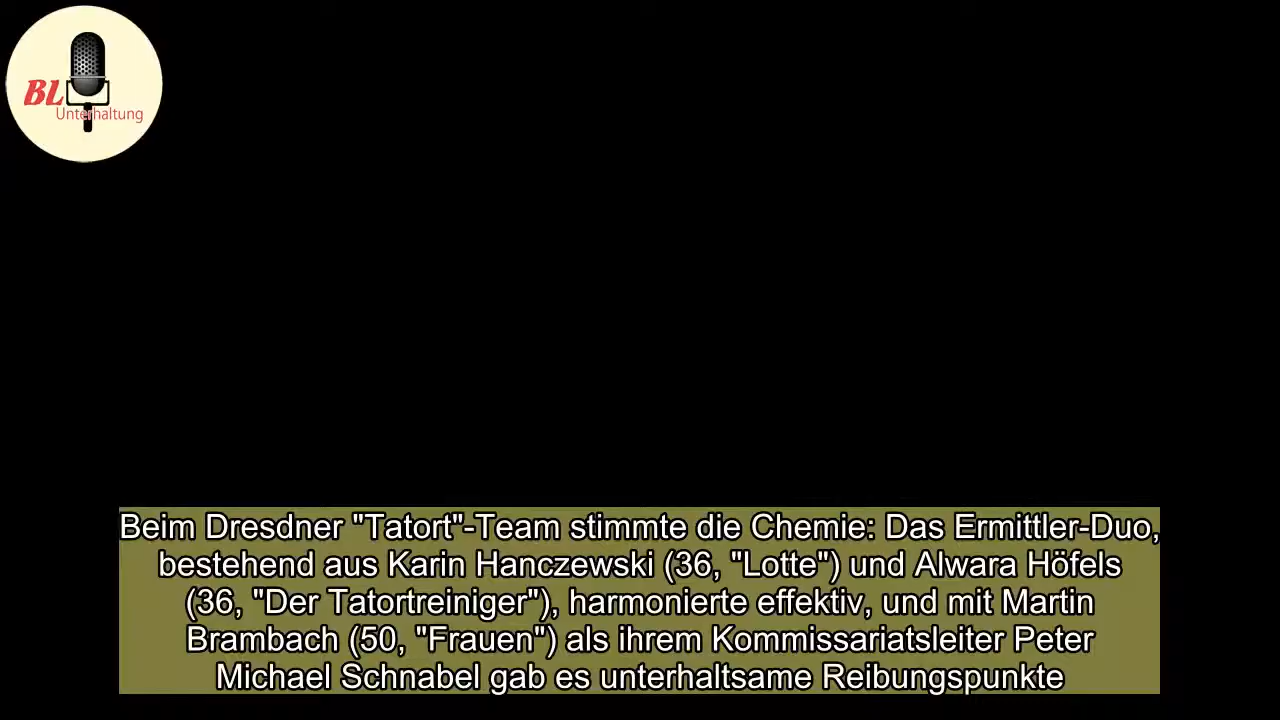 BL
Unterhaltung
Beim Dresdner "Tatort"-Team stimmte die Chemie: Das Ermittler-Duo,
bestehend aus Karin Hanczewski (36, "Lotte") und Alwara Höfels
(36, "Der Tatortreiniger"), harmonierte effektiv, und mit Martin
Brambach (50, "Frauen") als ihrem Kommissariatsleiter Peter
Michael Schnabel gab es unterhaltsame Reibungspunkte